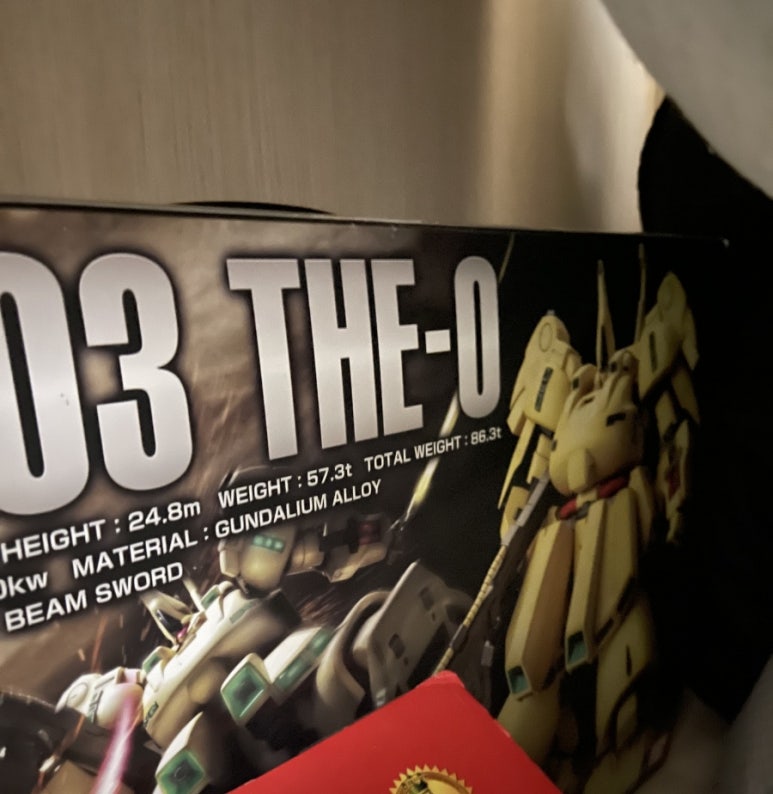 03 THE-O
HEIGHT : 24.8m WEIGHT : 57.3t TOTAL WEIGHT : 86.3t
0kw MATERIAL : GUNDALIUM ALLOY
BEAM SWORD